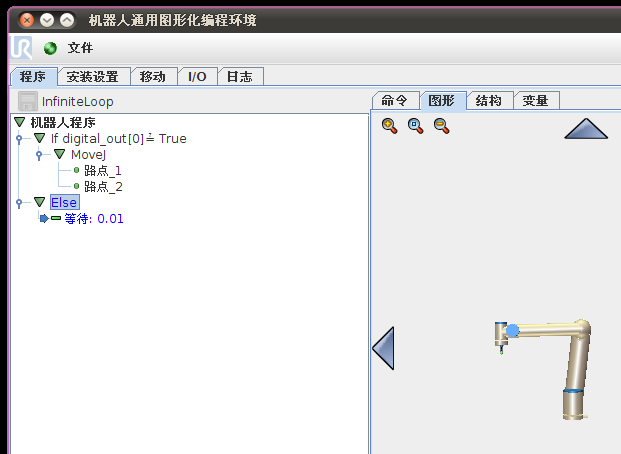 机器人通用图形化编程环境
UR 文件
程序 安装设置 移动 I/O 日志
InfiniteLoop
命令 图形 结构 变量
机器人程序
If digital_out[0]≟ True
MoveJ
路点_1
路点_2
Else
等待: 0.01